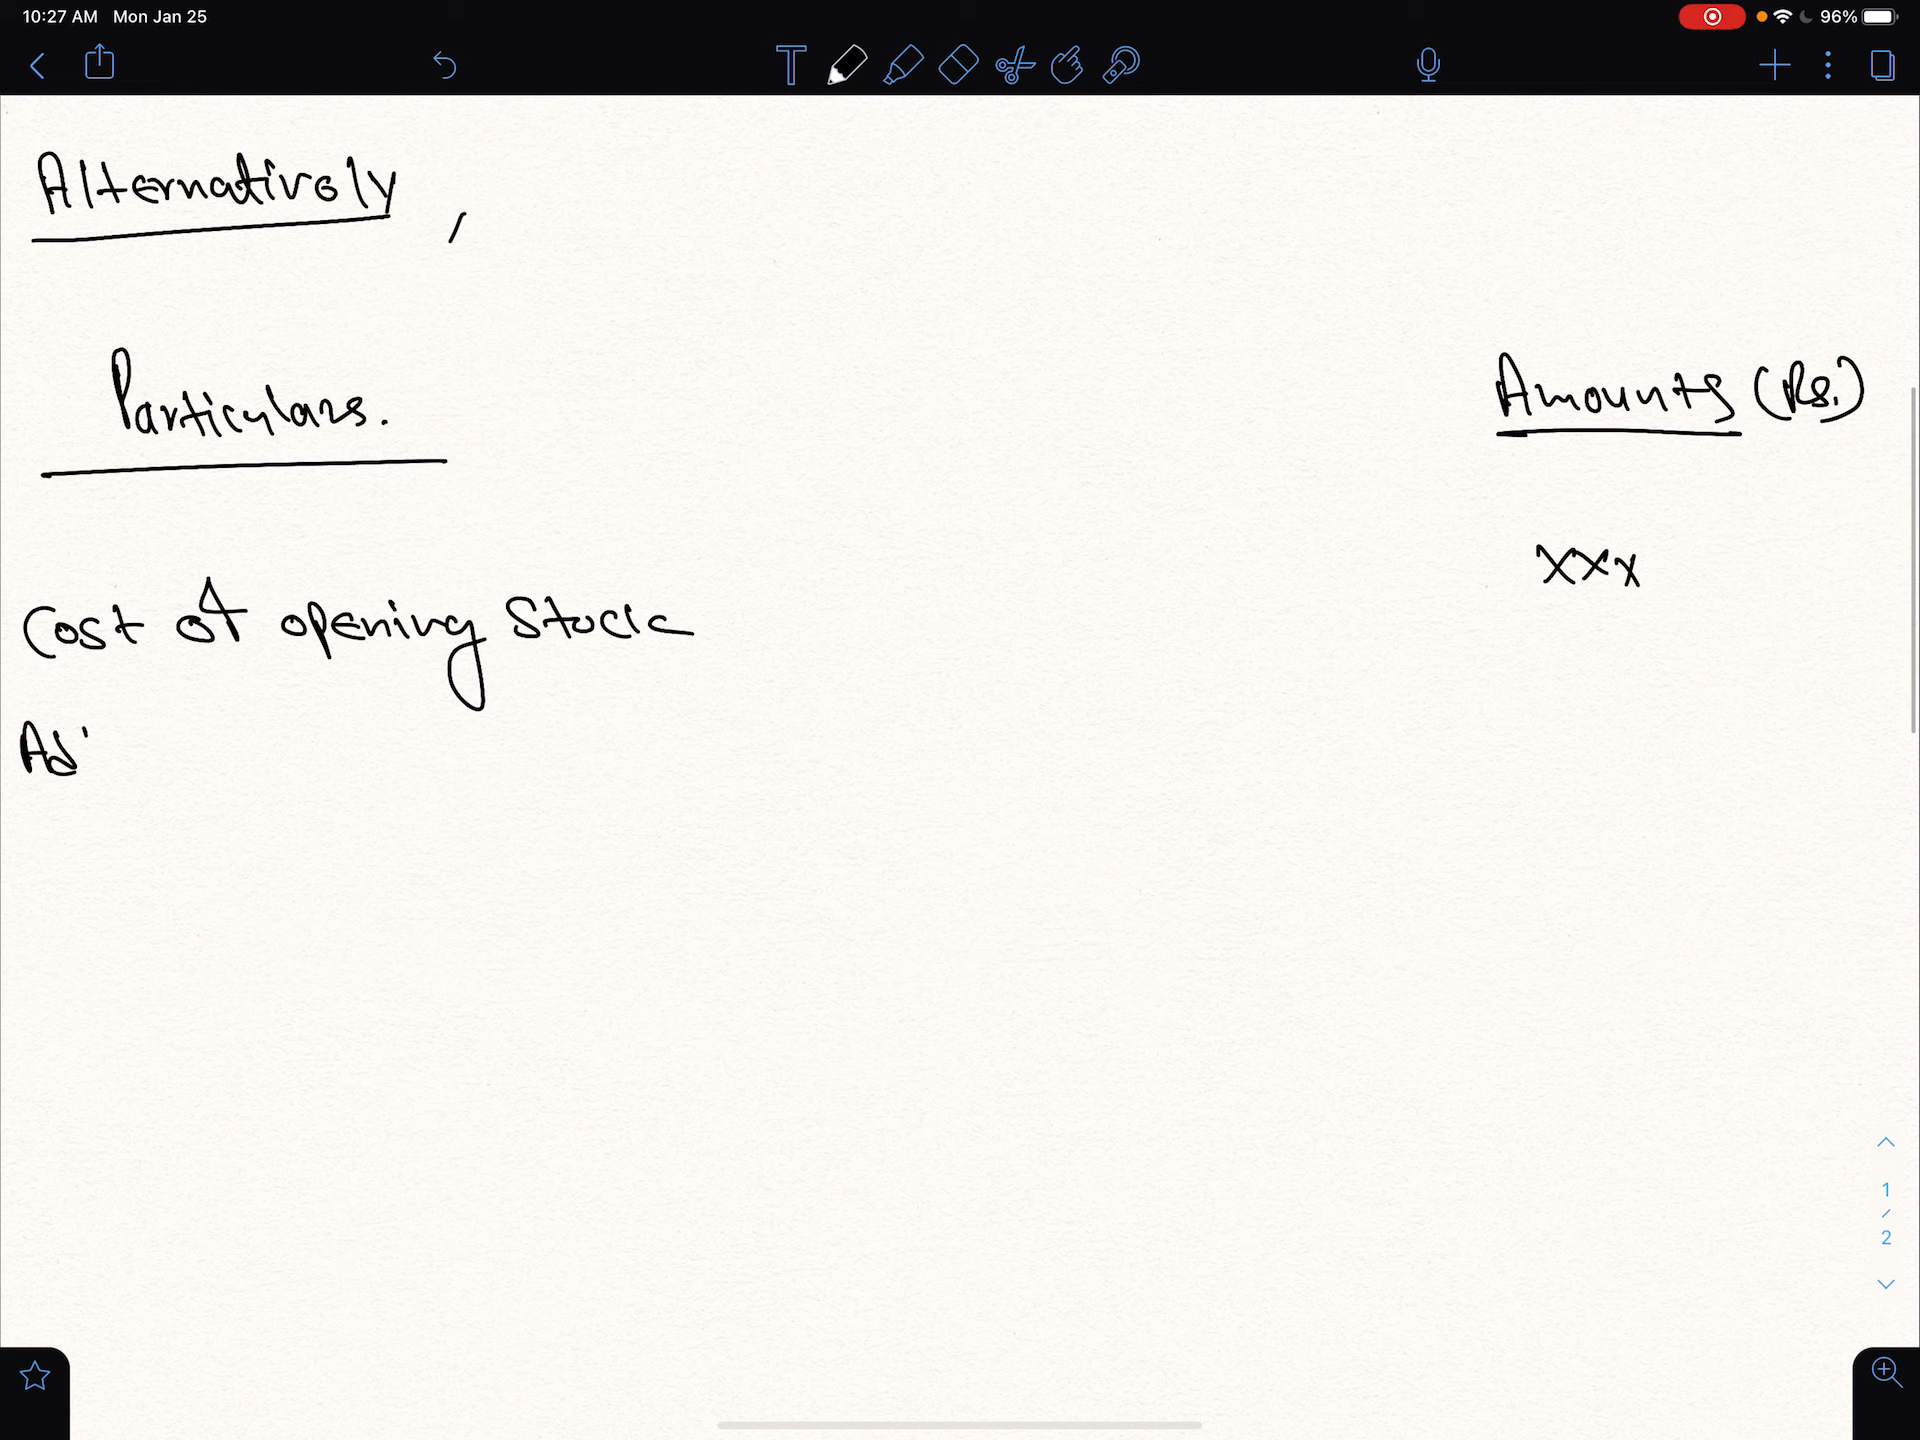 10:27 AM Mon Jan 25
96%
Alternatively,
Particulars.
Amounts (Rs.)
xxx
Cost of opening Stock
Ad
1
/
2